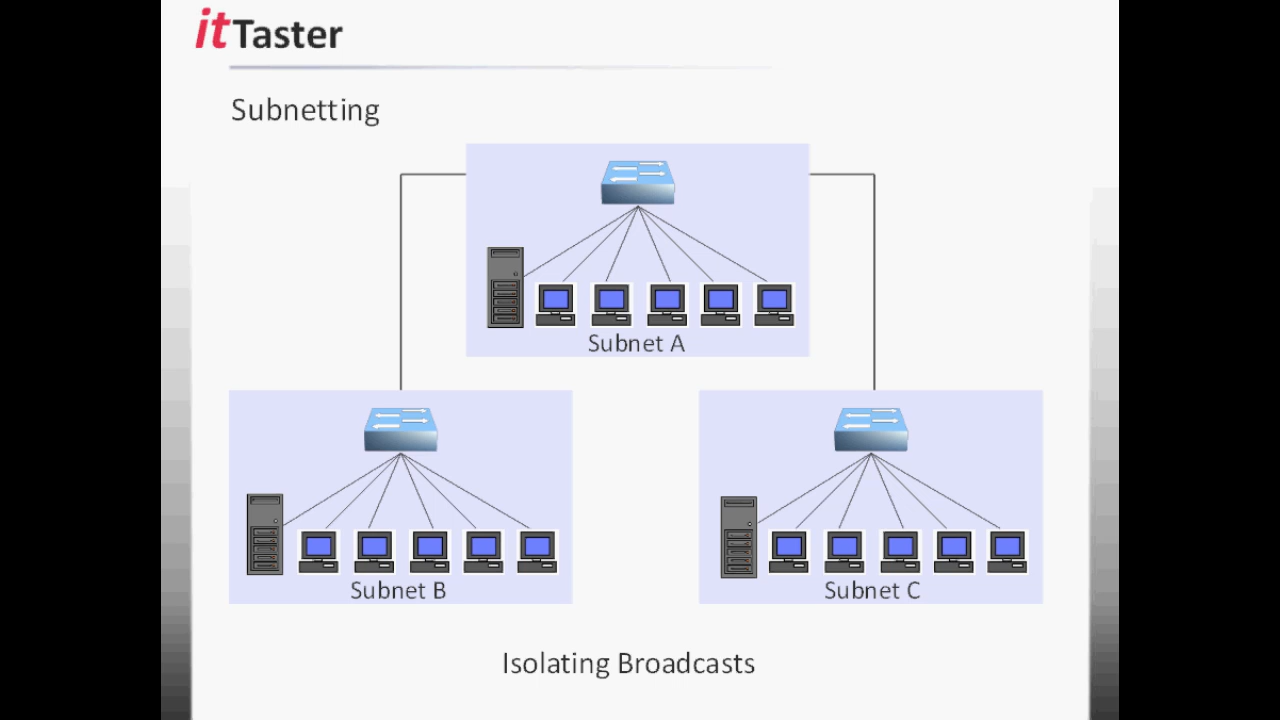 itTaster
Subnetting
Subnet A
Subnet B
Subnet C
Isolating Broadcasts